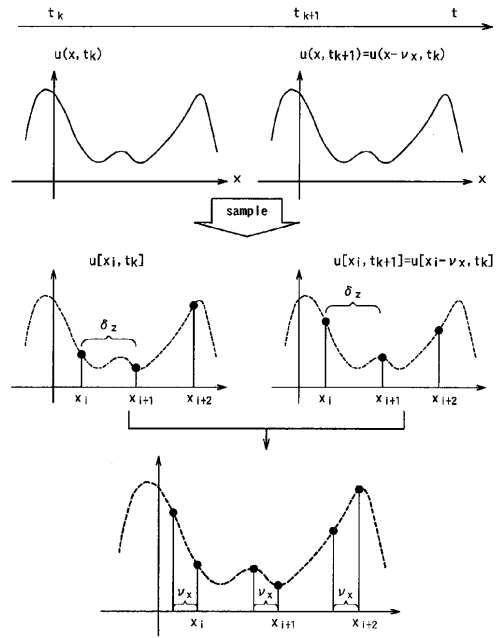 t_k t_{k+1} t
u(x, t_k) u(x, t_{k+1})=u(x-ν_x, t_k)
x x
sample
u[x_i, t_k] u[x_i, t_{k+1}]=u[x_i-ν_x, t_k]
δ_z δ_z
x_i x_{i+1} x_{i+2} x_i x_{i+1} x_{i+2}
ν_x ν_x ν_x
x_i x_{i+1} x_{i+2}